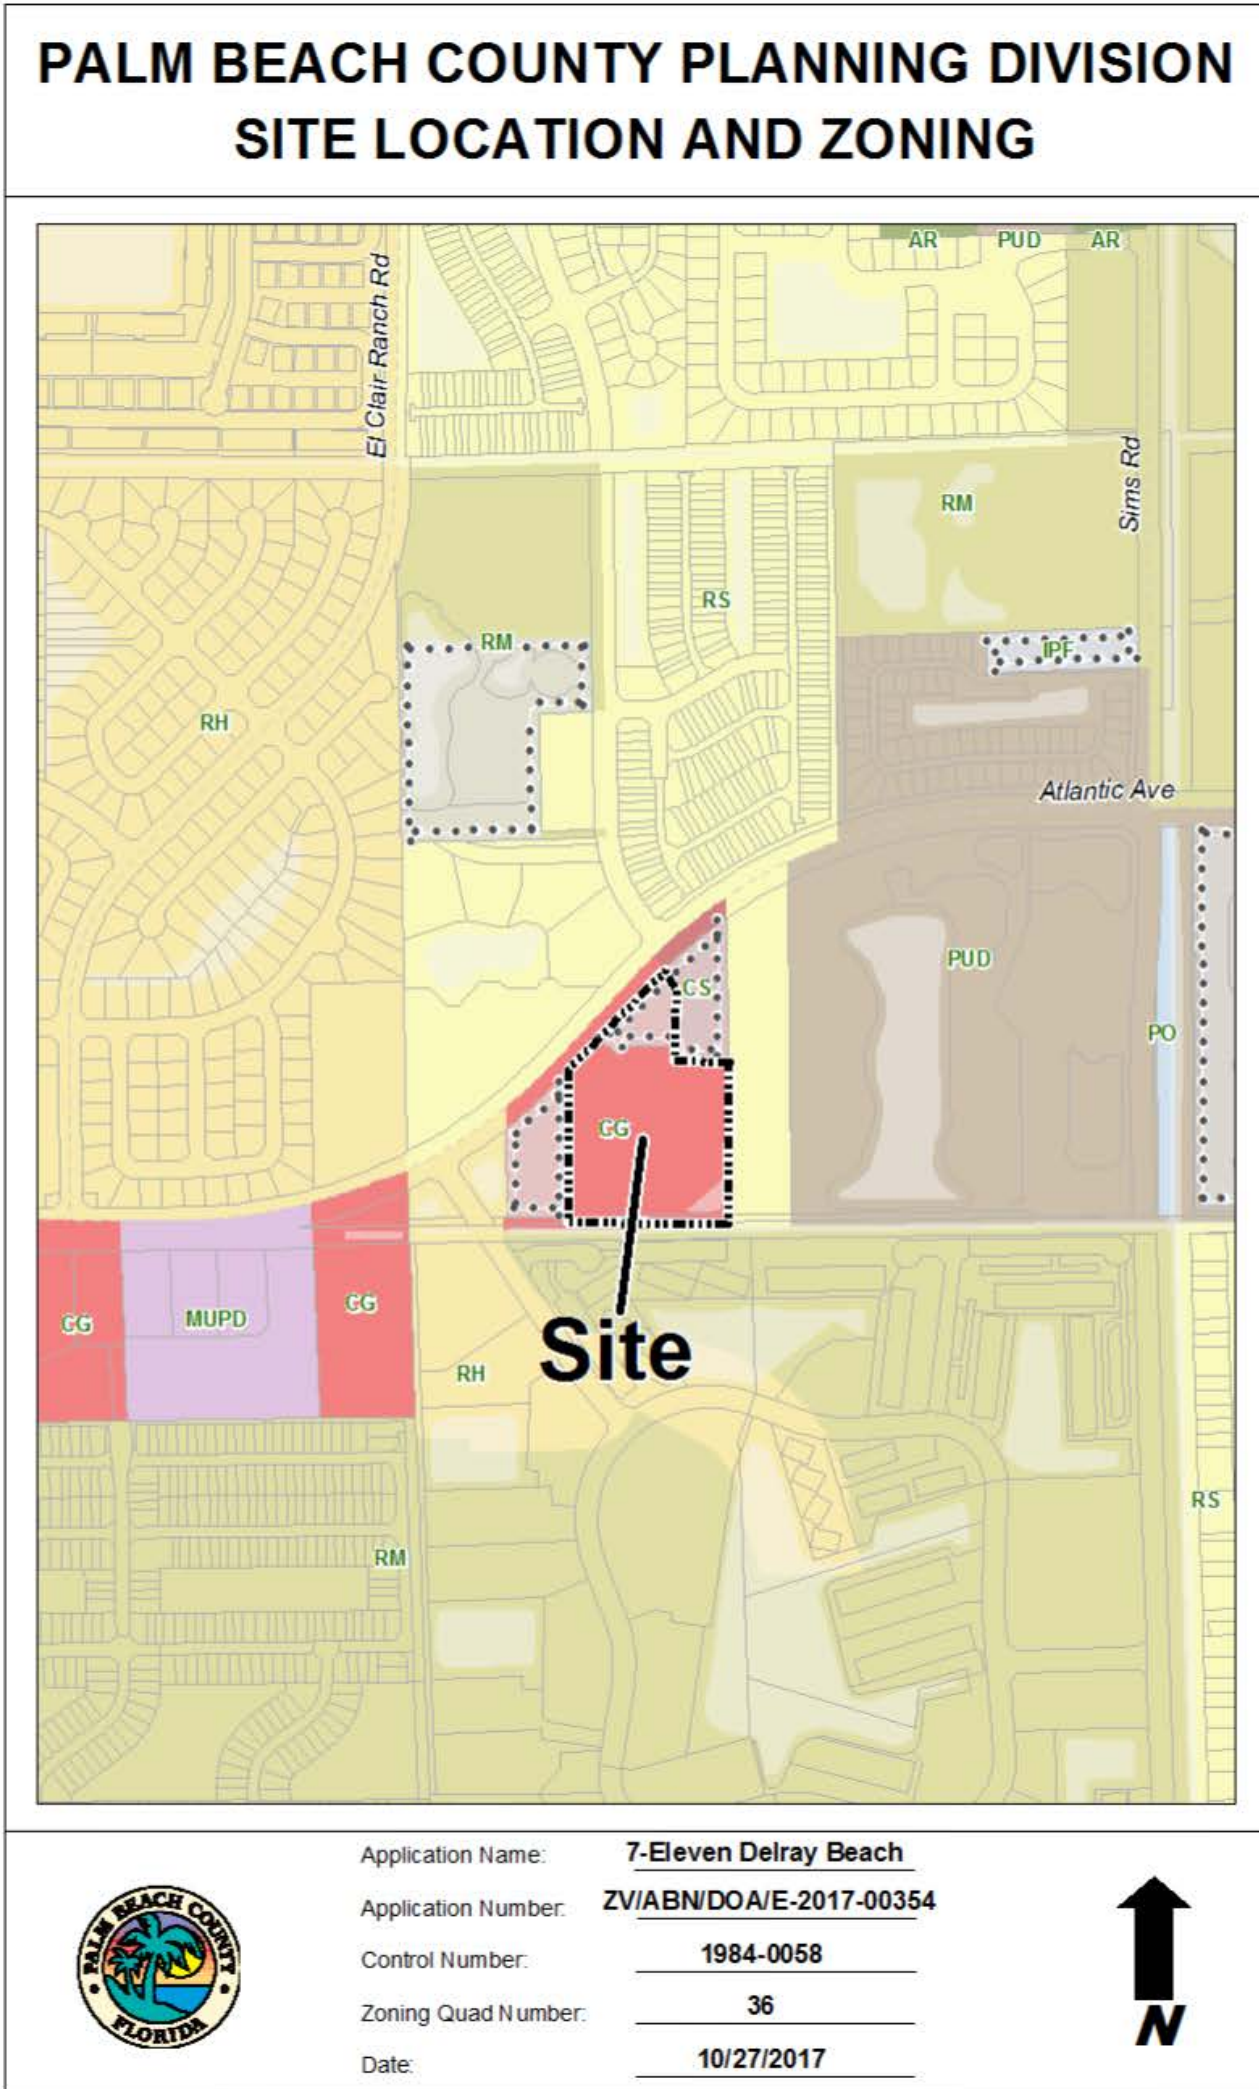 PALM BEACH COUNTY PLANNING DIVISION
SITE LOCATION AND ZONING
AR PUD AR
El Clair Ranch Rd
Sims Rd
RM
RS
RM
IPF
RH
Atlantic Ave
PUD
CS
PO
CG
CG
MUPD
CG
Site
RH
RS
RM
Application Name: 7-Eleven Delray Beach
Application Number: ZV/ABN/DOA/E-2017-00354
Control Number: 1984-0058
Zoning Quad Number: 36
Date: 10/27/2017
PALM BEACH COUNTY
FLORIDA
N